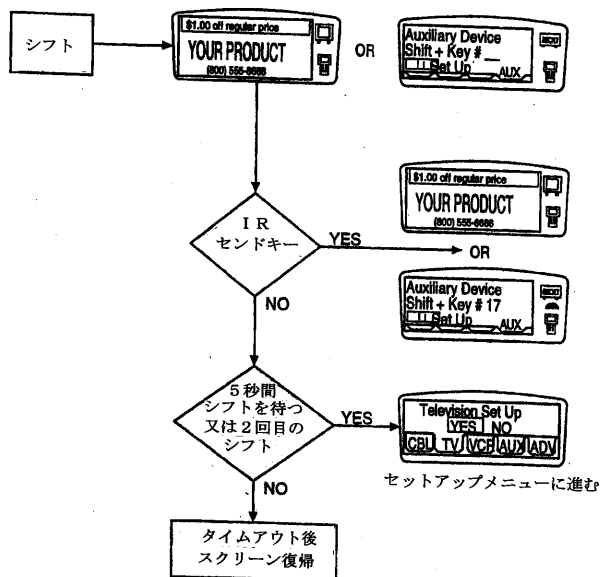 シフト
$1.00 off regular price
YOUR PRODUCT
(800) 555-6666
OR
Auxiliary Device
Shift + Key # __
Set Up
AUX
IR
センドキー
YES
$1.00 off regular price
YOUR PRODUCT
(800) 555-6666
OR
Auxiliary Device
Shift + Key # 17
Set Up
AUX
NO
5秒間
シフトを待つ
又は2回目の
シフト
YES
Television Set Up
YES NO
CBL TV VCR AUX ADV
セットアップメニューに進む
NO
タイムアウト後
スクリーン復帰